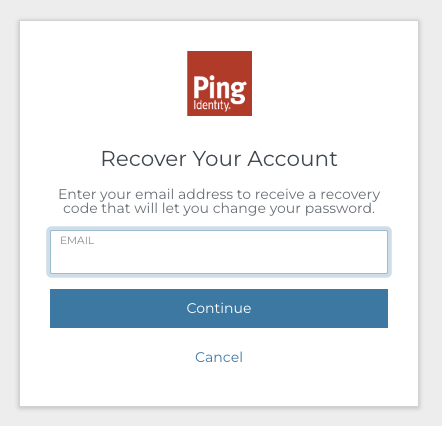 Ping
Identity.
Recover Your Account
Enter your email address to receive a recovery
code that will let you change your password.
EMAIL
Continue
Cancel